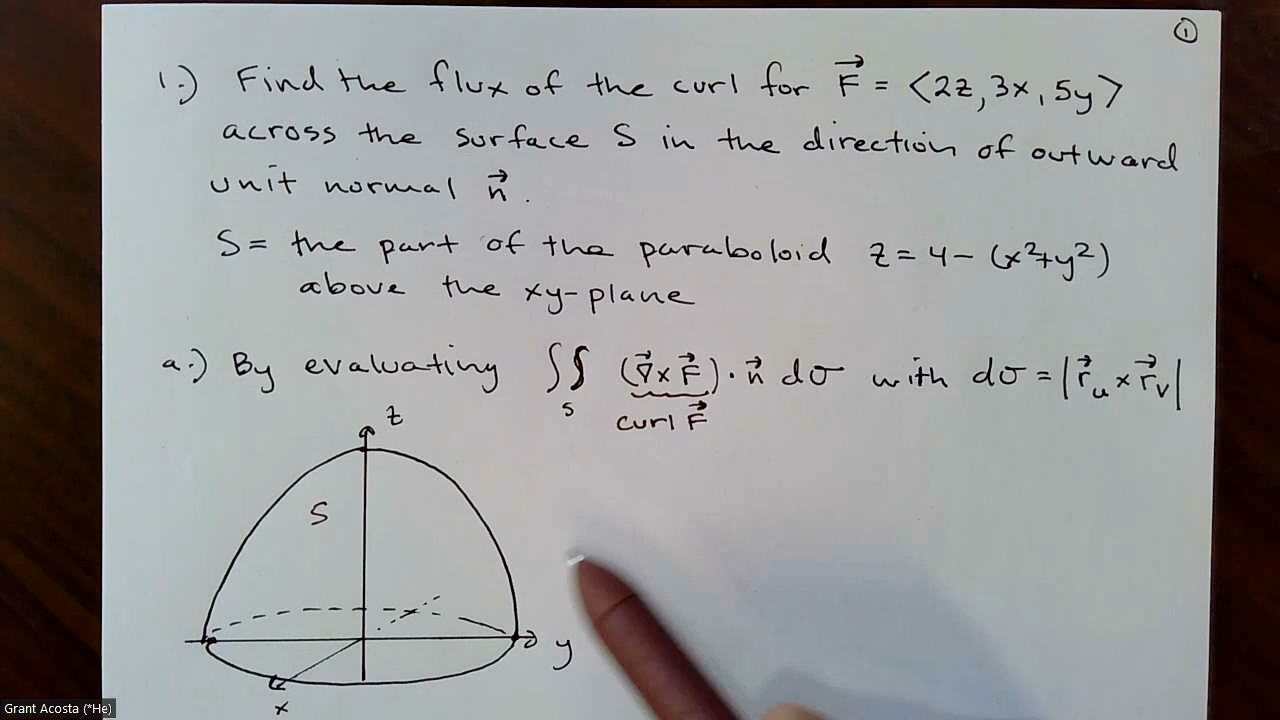 ①
1.) Find the flux of the curl for F⃗ = ⟨2z, 3x, 5y⟩
across the surface S in the direction of outward
unit normal n⃗.
S = the part of the paraboloid z = 4 − (x²+y²)
above the xy-plane
a.) By evaluating ∬ₛ (∇⃗×F⃗)·n⃗ dσ with dσ = |r⃗ᵤ × r⃗ᵥ|
curl F⃗
z
S
y
x
Grant Acosta (*He)